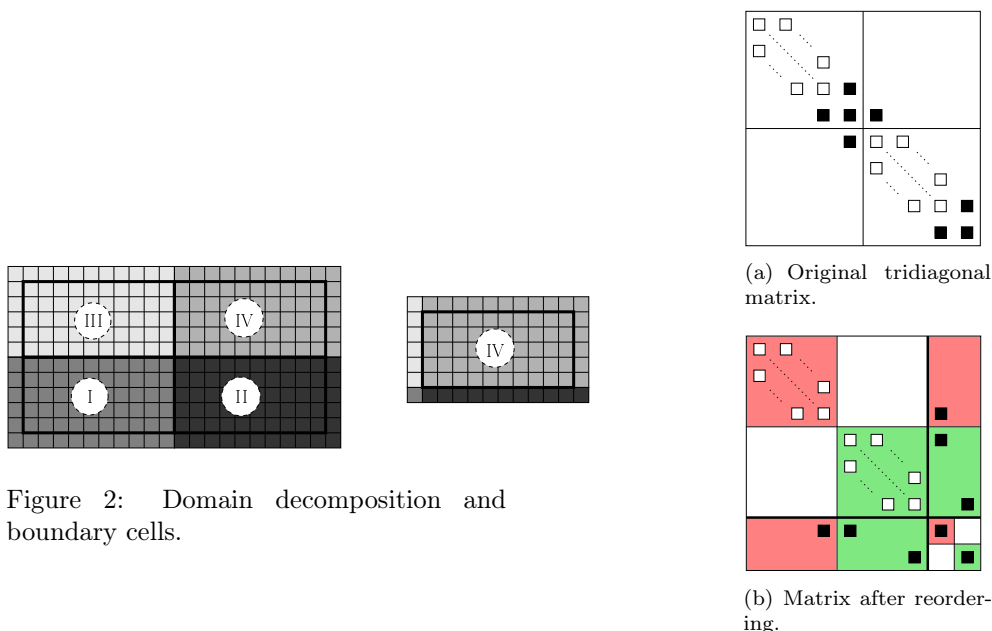 III
IV
I
II
IV
Figure 2: Domain decomposition and
boundary cells.
(a) Original tridiagonal
matrix.
(b) Matrix after reorder-
ing.